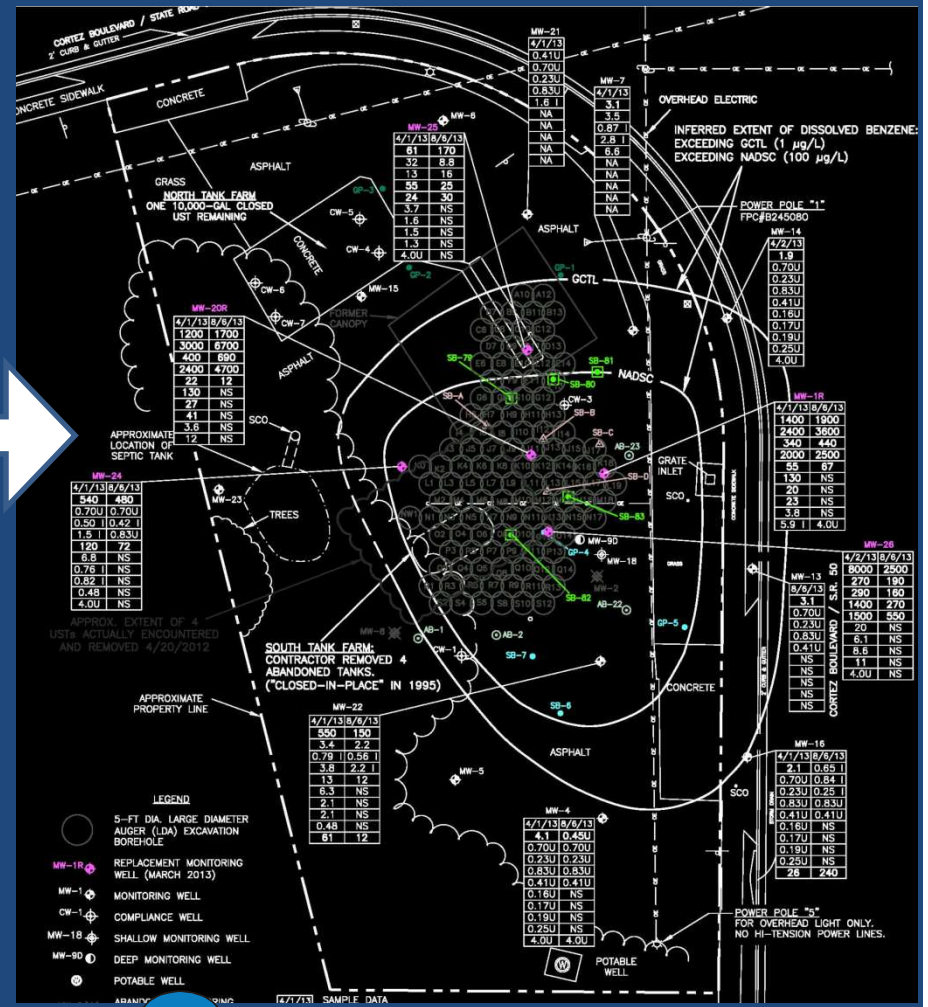 CORTEZ BOULEVARD / STATE ROAD
2' CURB & GUTTER
CONCRETE SIDEWALK
CONCRETE
ASPHALT
GRASS
NORTH TANK FARM
ONE 10,000-GAL CLOSED
UST REMAINING
CONCRETE
GP-3
CW-5
CW-4
GP-2
CW-6
MW-15
CW-7
FORMER
CANOPY
ASPHALT
MW-6
MW-25
4/1/13 8/6/13
61 170
32 8.8
13 16
55 25
24 30
3.7 NS
1.6 NS
1.5 NS
1.3 NS
4.0U NS
MW-21
4/1/13
0.41U
0.70U
0.23U
0.83U
1.6 I
NA
NA
NA
NA
MW-7
4/1/13
3.1
3.5
0.87 I
2.8 I
6.6
NA
NA
NA
NA
OVERHEAD ELECTRIC
INFERRED EXTENT OF DISSOLVED BENZENE:
EXCEEDING GCTL (1 µg/L)
EXCEEDING NADSC (100 µg/L)
POWER POLE "1"
FPC#B245080
ASPHALT
GRASS
GP-1
GCTL
MW-14
4/2/13
1.9
0.70U
0.23U
0.83U
0.41U
0.16U
0.17U
0.19U
0.25U
4.0U
MW-20R
4/1/13 8/6/13
1200 1700
3000 6700
400 690
2400 4700
22 12
130 NS
27 NS
41 NS
3.6 NS
12 NS
SB-79
SB-81
SB-80
NADSC
CW-3
SB-A
SB-B
SB-C
AB-23
SB-D
SB-83
MW-1R
4/1/13 8/6/13
1400 1900
2400 3600
340 440
2000 2500
55 67
130 NS
20 NS
23 NS
3.8 NS
5.9 I 4.0U
GRATE
INLET
SCO
CONCRETE SIDEWALK
APPROXIMATE
LOCATION OF
SEPTIC TANK
SCO
MW-23
TREES
MW-24
4/1/13 8/6/13
540 480
0.70U 0.70U
0.50 I 0.42 I
1.5 I 0.83U
120 72
6.8 NS
0.76 I NS
0.82 I NS
0.48 NS
4.0U NS
MW-9D
GP-4
MW-18
MW-2
SB-82
AB-22
GP-5
GRASS
MW-26
4/2/13 8/6/13
8000 2500
270 190
290 160
1400 270
1500 550
20 NS
6.1 NS
8.6 NS
11 NS
4.0U NS
MW-13
8/6/13
3.1
0.70U
0.23U
0.83U
0.41U
NS
NS
NS
NS
NS
CORTEZ BOULEVARD / S.R. 50
2' CURB & GUTTER
APPROX. EXTENT OF 4
USTs ACTUALLY ENCOUNTERED
AND REMOVED 4/20/2012
MW-8
AB-1
AB-2
CW-1
SB-7
SB-6
SOUTH TANK FARM:
CONTRACTOR REMOVED 4
ABANDONED TANKS.
("CLOSED-IN-PLACE" IN 1995)
CONCRETE
ASPHALT
APPROXIMATE
PROPERTY LINE
MW-22
4/1/13 8/6/13
550 150
3.4 2.2
0.79 I 0.56 I
3.8 2.2 I
13 12
6.3 NS
2.1 NS
2.1 NS
0.48 NS
61 12
MW-5
MW-16
4/1/13 8/6/13
2.1 0.65 I
0.70U 0.84 I
0.23U 0.25 I
0.83U 0.83U
0.41U 0.41U
0.16U NS
0.17U NS
0.19U NS
0.25U NS
26 240
SCO
MW-4
4/1/13 8/6/13
4.1 0.45U
0.70U 0.70U
0.23U 0.23U
0.83U 0.83U
0.41U 0.41U
0.16U NS
0.17U NS
0.19U NS
0.25U NS
4.0U 4.0U
POWER POLE "5"
FOR OVERHEAD LIGHT ONLY.
NO HI-TENSION POWER LINES.
W
POTABLE
WELL
LEGEND
5-FT DIA. LARGE DIAMETER
AUGER (LDA) EXCAVATION
BOREHOLE
MW-1R REPLACEMENT MONITORING
WELL (MARCH 2013)
MW-1 MONITORING WELL
CW-1 COMPLIANCE WELL
MW-18 SHALLOW MONITORING WELL
MW-9D DEEP MONITORING WELL
W POTABLE WELL
4/1/13 SAMPLE DATA